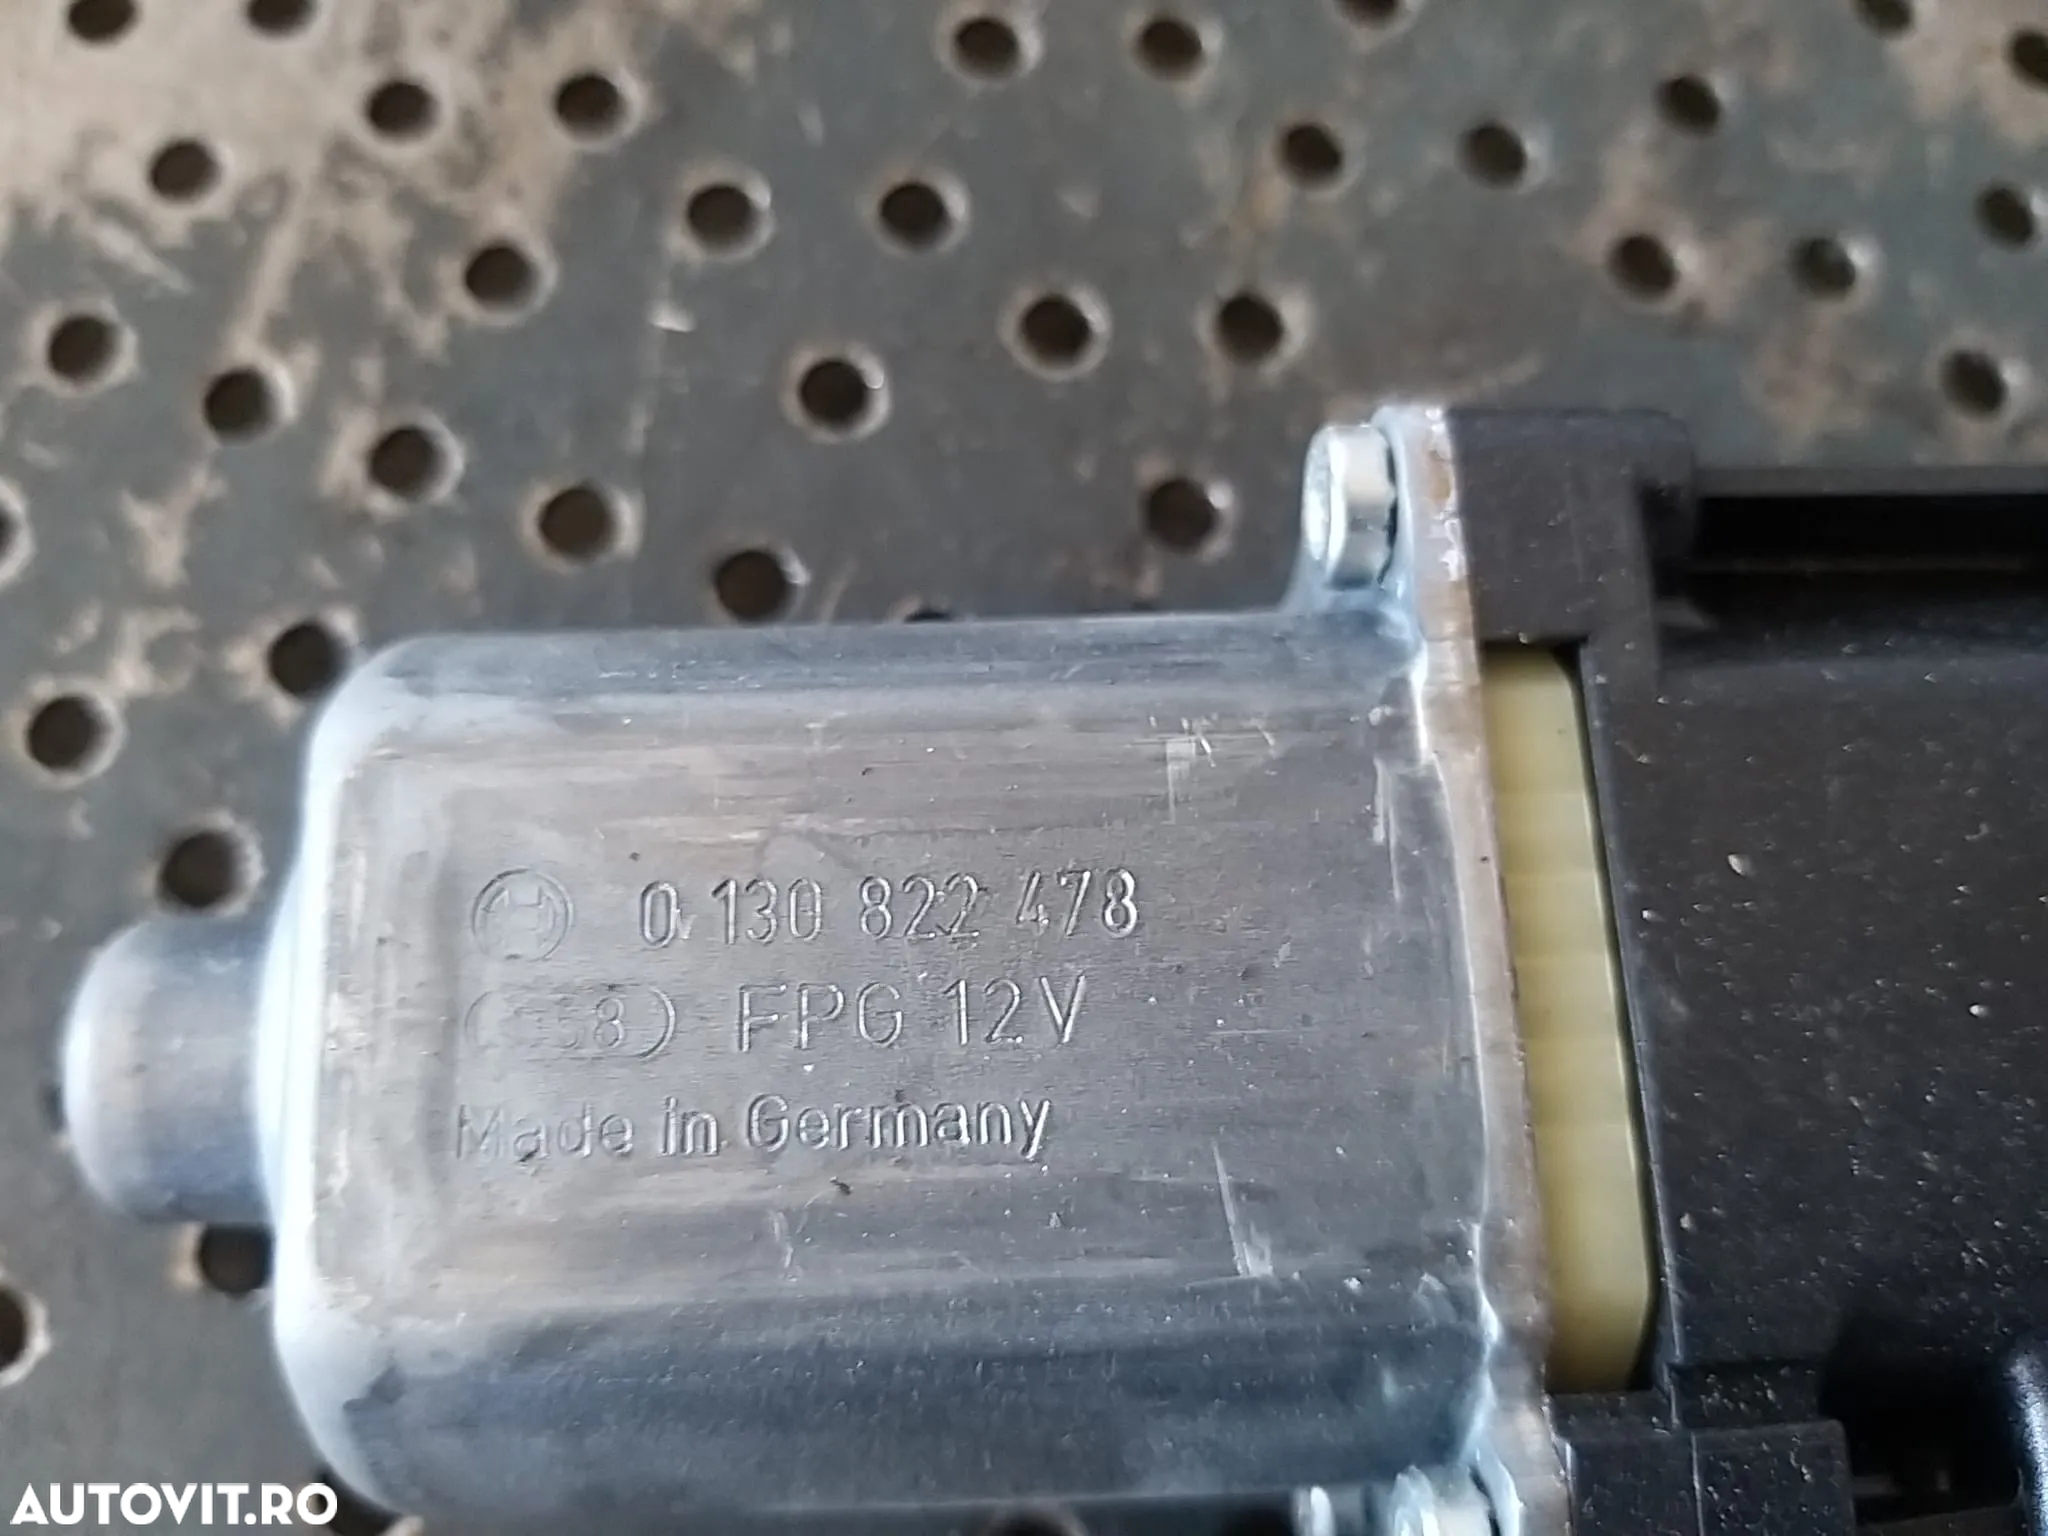 0 130 822 478
FPG 12V
Made in Germany
AUTOVIT.RO